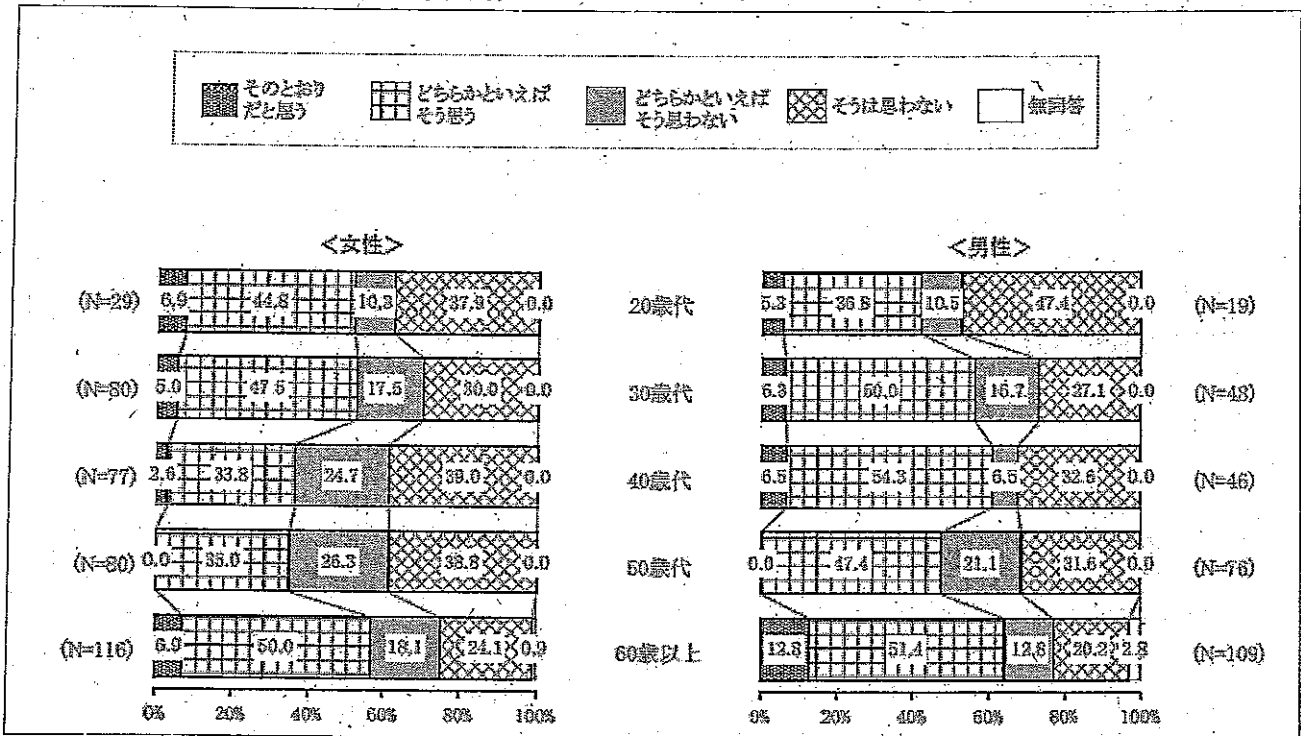 そのとおり
だと思う
どちらかといえば
そう思う
どちらかといえば
そう思わない
そうは思わない
無回答
<女性>
<男性>
(N=29) 6.9 44.8 10.3 37.9 0.0 20歳代 5.3 36.8 10.5 47.4 0.0 (N=19)
(N=80) 5.0 47.5 17.5 30.0 0.0 30歳代 6.3 50.0 16.7 27.1 0.0 (N=48)
(N=77) 2.6 33.8 24.7 39.0 0.0 40歳代 6.5 54.3 6.5 32.6 0.0 (N=46)
(N=80) 0.0 35.0 26.3 38.8 0.0 50歳代 0.0 47.4 21.1 31.6 0.0 (N=76)
(N=116) 6.9 50.0 18.1 24.1 0.9 60歳以上 12.8 51.4 12.8 20.2 2.8 (N=109)
0% 20% 40% 60% 80% 100% 0% 20% 40% 60% 80% 100%